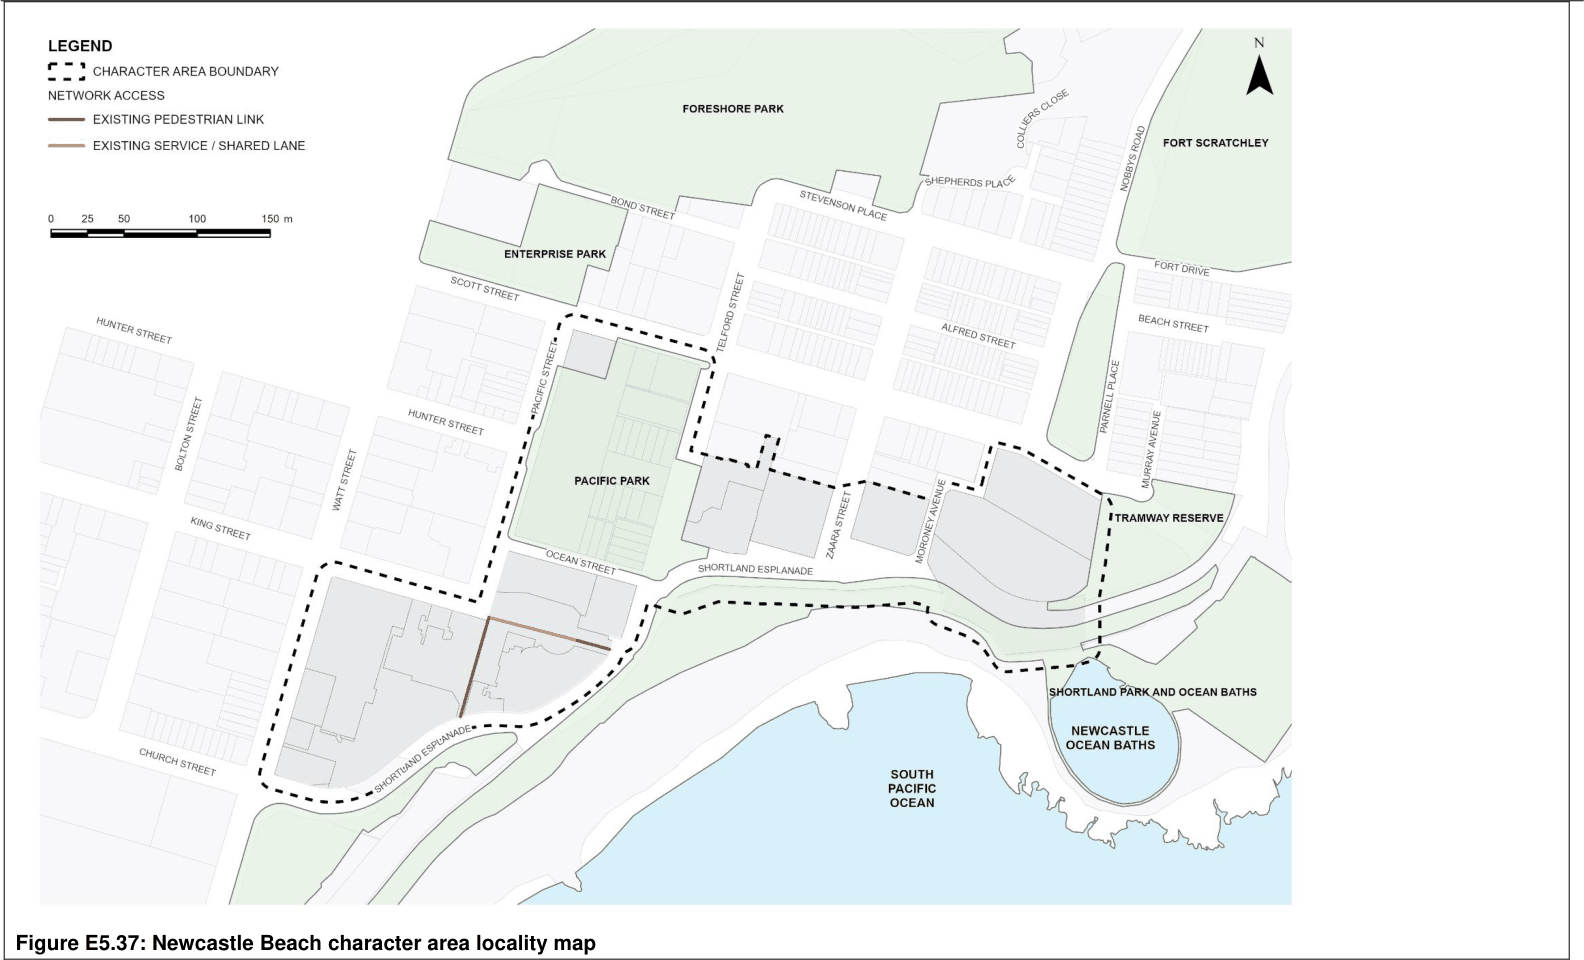 LEGEND
CHARACTER AREA BOUNDARY
NETWORK ACCESS
EXISTING PEDESTRIAN LINK
EXISTING SERVICE / SHARED LANE
0 25 50 100 150 m
N
FORESHORE PARK
COLLIERS CLOSE
NOBBYS ROAD
FORT SCRATCHLEY
SHEPHERDS PLACE
STEVENSON PLACE
BOND STREET
ENTERPRISE PARK
SCOTT STREET
FORT DRIVE
BEACH STREET
TELFORD STREET
ALFRED STREET
HUNTER STREET
PACIFIC STREET
PARNELL PLACE
MURRAY AVENUE
BOLTON STREET
HUNTER STREET
WATT STREET
PACIFIC PARK
KING STREET
ZAARA STREET
MORONEY AVENUE
TRAMWAY RESERVE
OCEAN STREET
SHORTLAND ESPLANADE
SHORTLAND PARK AND OCEAN BATHS
NEWCASTLE
OCEAN BATHS
SHORTLAND ESPLANADE
CHURCH STREET
SOUTH
PACIFIC
OCEAN
Figure E5.37: Newcastle Beach character area locality map